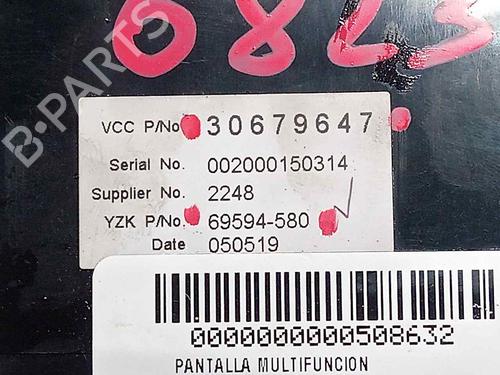 0823
B-PARTS
VCC P/No. 30679647
Serial No. 002000150314
Supplier No. 2248
YZK P/No. 69594-580
Date 050519
0000000000508632
PANTALLA MULTIFUNCION